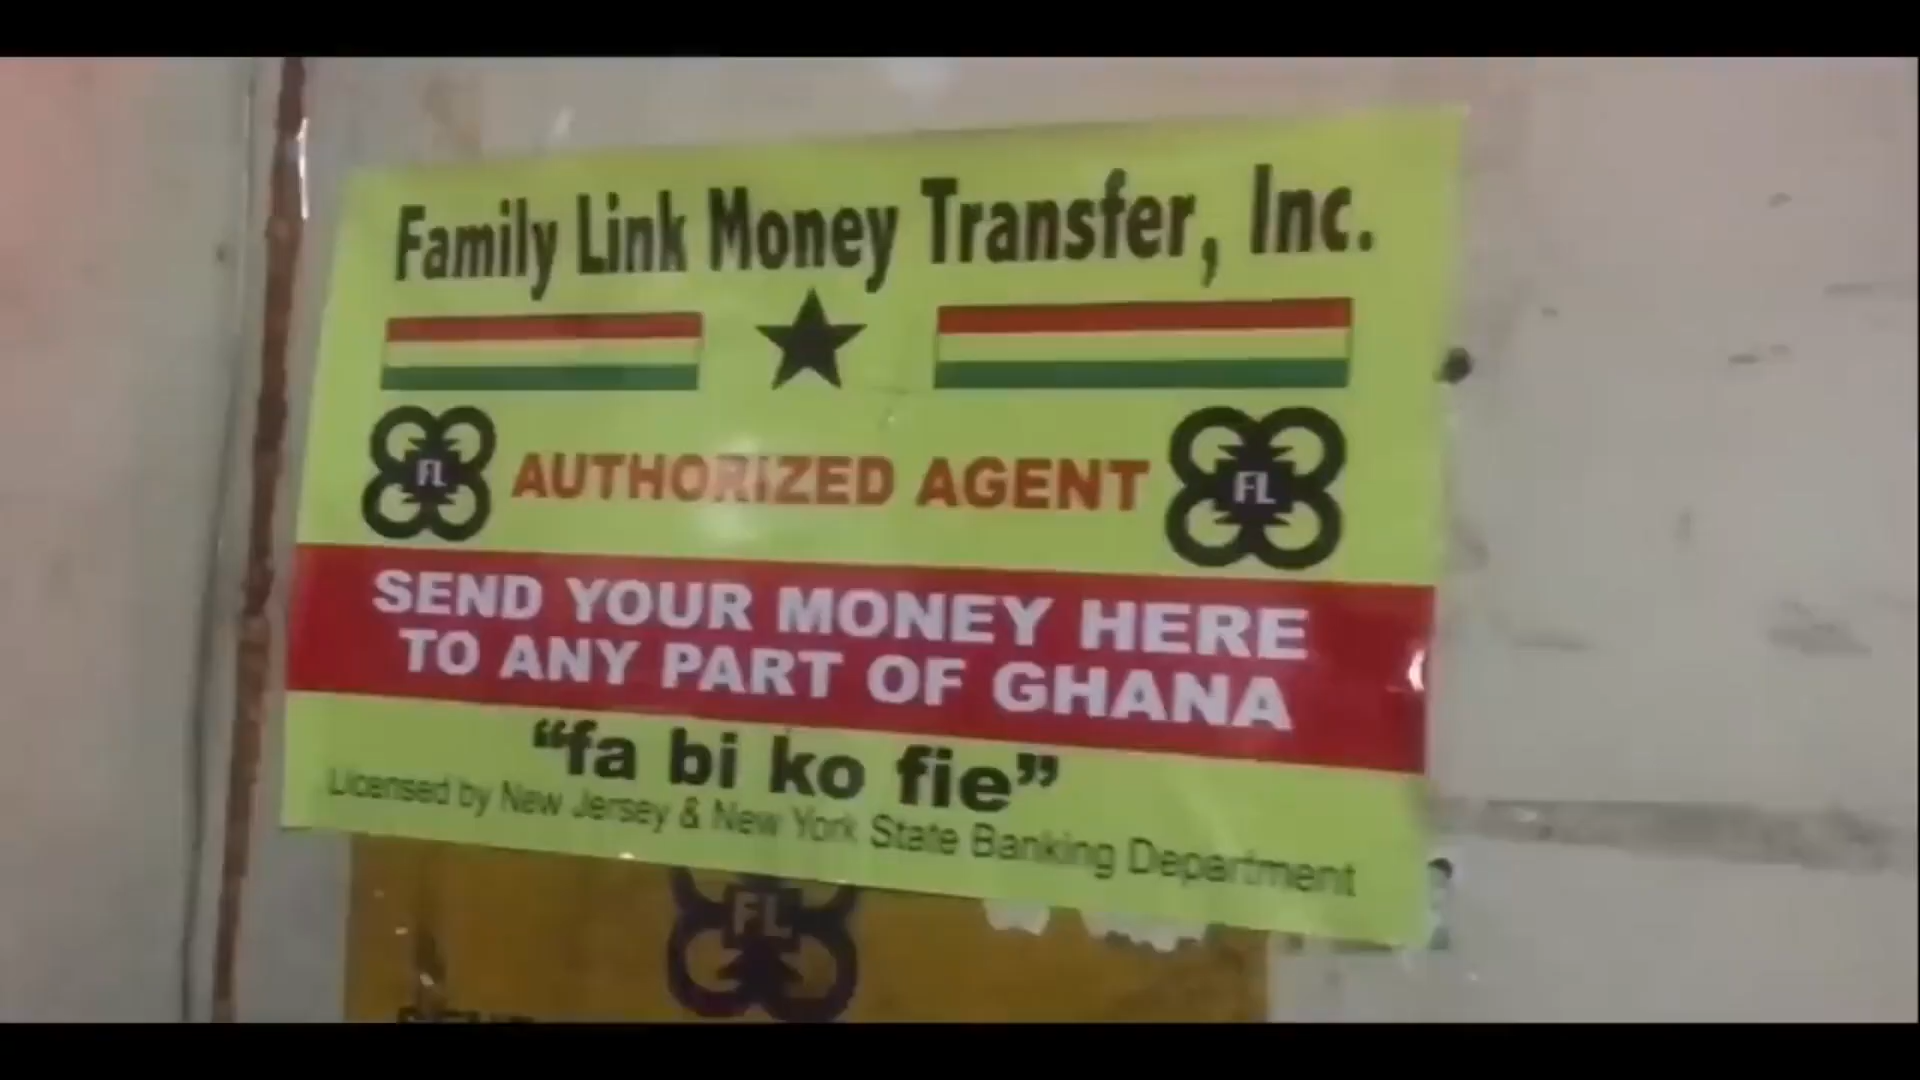 Family Link Money Transfer, Inc.
FL
AUTHORIZED AGENT
FL
SEND YOUR MONEY HERE
TO ANY PART OF GHANA
“fa bi ko fie”
Licensed by New Jersey & New York State Banking Department
FL